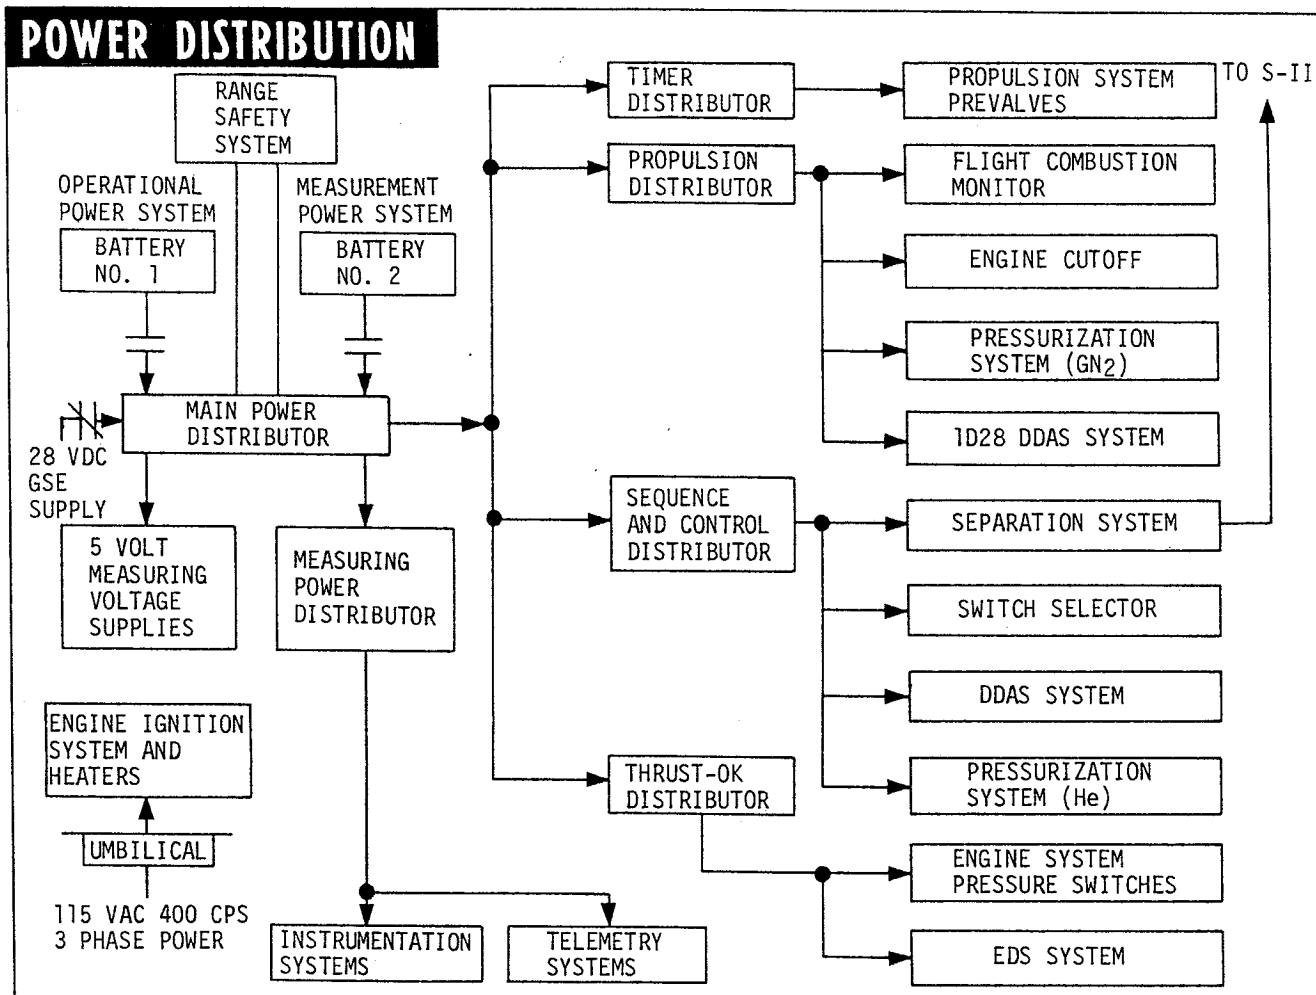 POWER DISTRIBUTION
RANGE
SAFETY
SYSTEM
OPERATIONAL
POWER SYSTEM
BATTERY
NO. 1
MEASUREMENT
POWER SYSTEM
BATTERY
NO. 2
MAIN POWER
DISTRIBUTOR
28 VDC
GSE
SUPPLY
5 VOLT
MEASURING
VOLTAGE
SUPPLIES
MEASURING
POWER
DISTRIBUTOR
ENGINE IGNITION
SYSTEM AND
HEATERS
UMBILICAL
115 VAC 400 CPS
3 PHASE POWER
INSTRUMENTATION
SYSTEMS
TELEMETRY
SYSTEMS
TIMER
DISTRIBUTOR
PROPULSION
DISTRIBUTOR
SEQUENCE
AND CONTROL
DISTRIBUTOR
THRUST-OK
DISTRIBUTOR
PROPULSION SYSTEM
PREVALVES
TO S-II
FLIGHT COMBUSTION
MONITOR
ENGINE CUTOFF
PRESSURIZATION
SYSTEM (GN2)
1D28 DDAS SYSTEM
SEPARATION SYSTEM
SWITCH SELECTOR
DDAS SYSTEM
PRESSURIZATION
SYSTEM (He)
ENGINE SYSTEM
PRESSURE SWITCHES
EDS SYSTEM